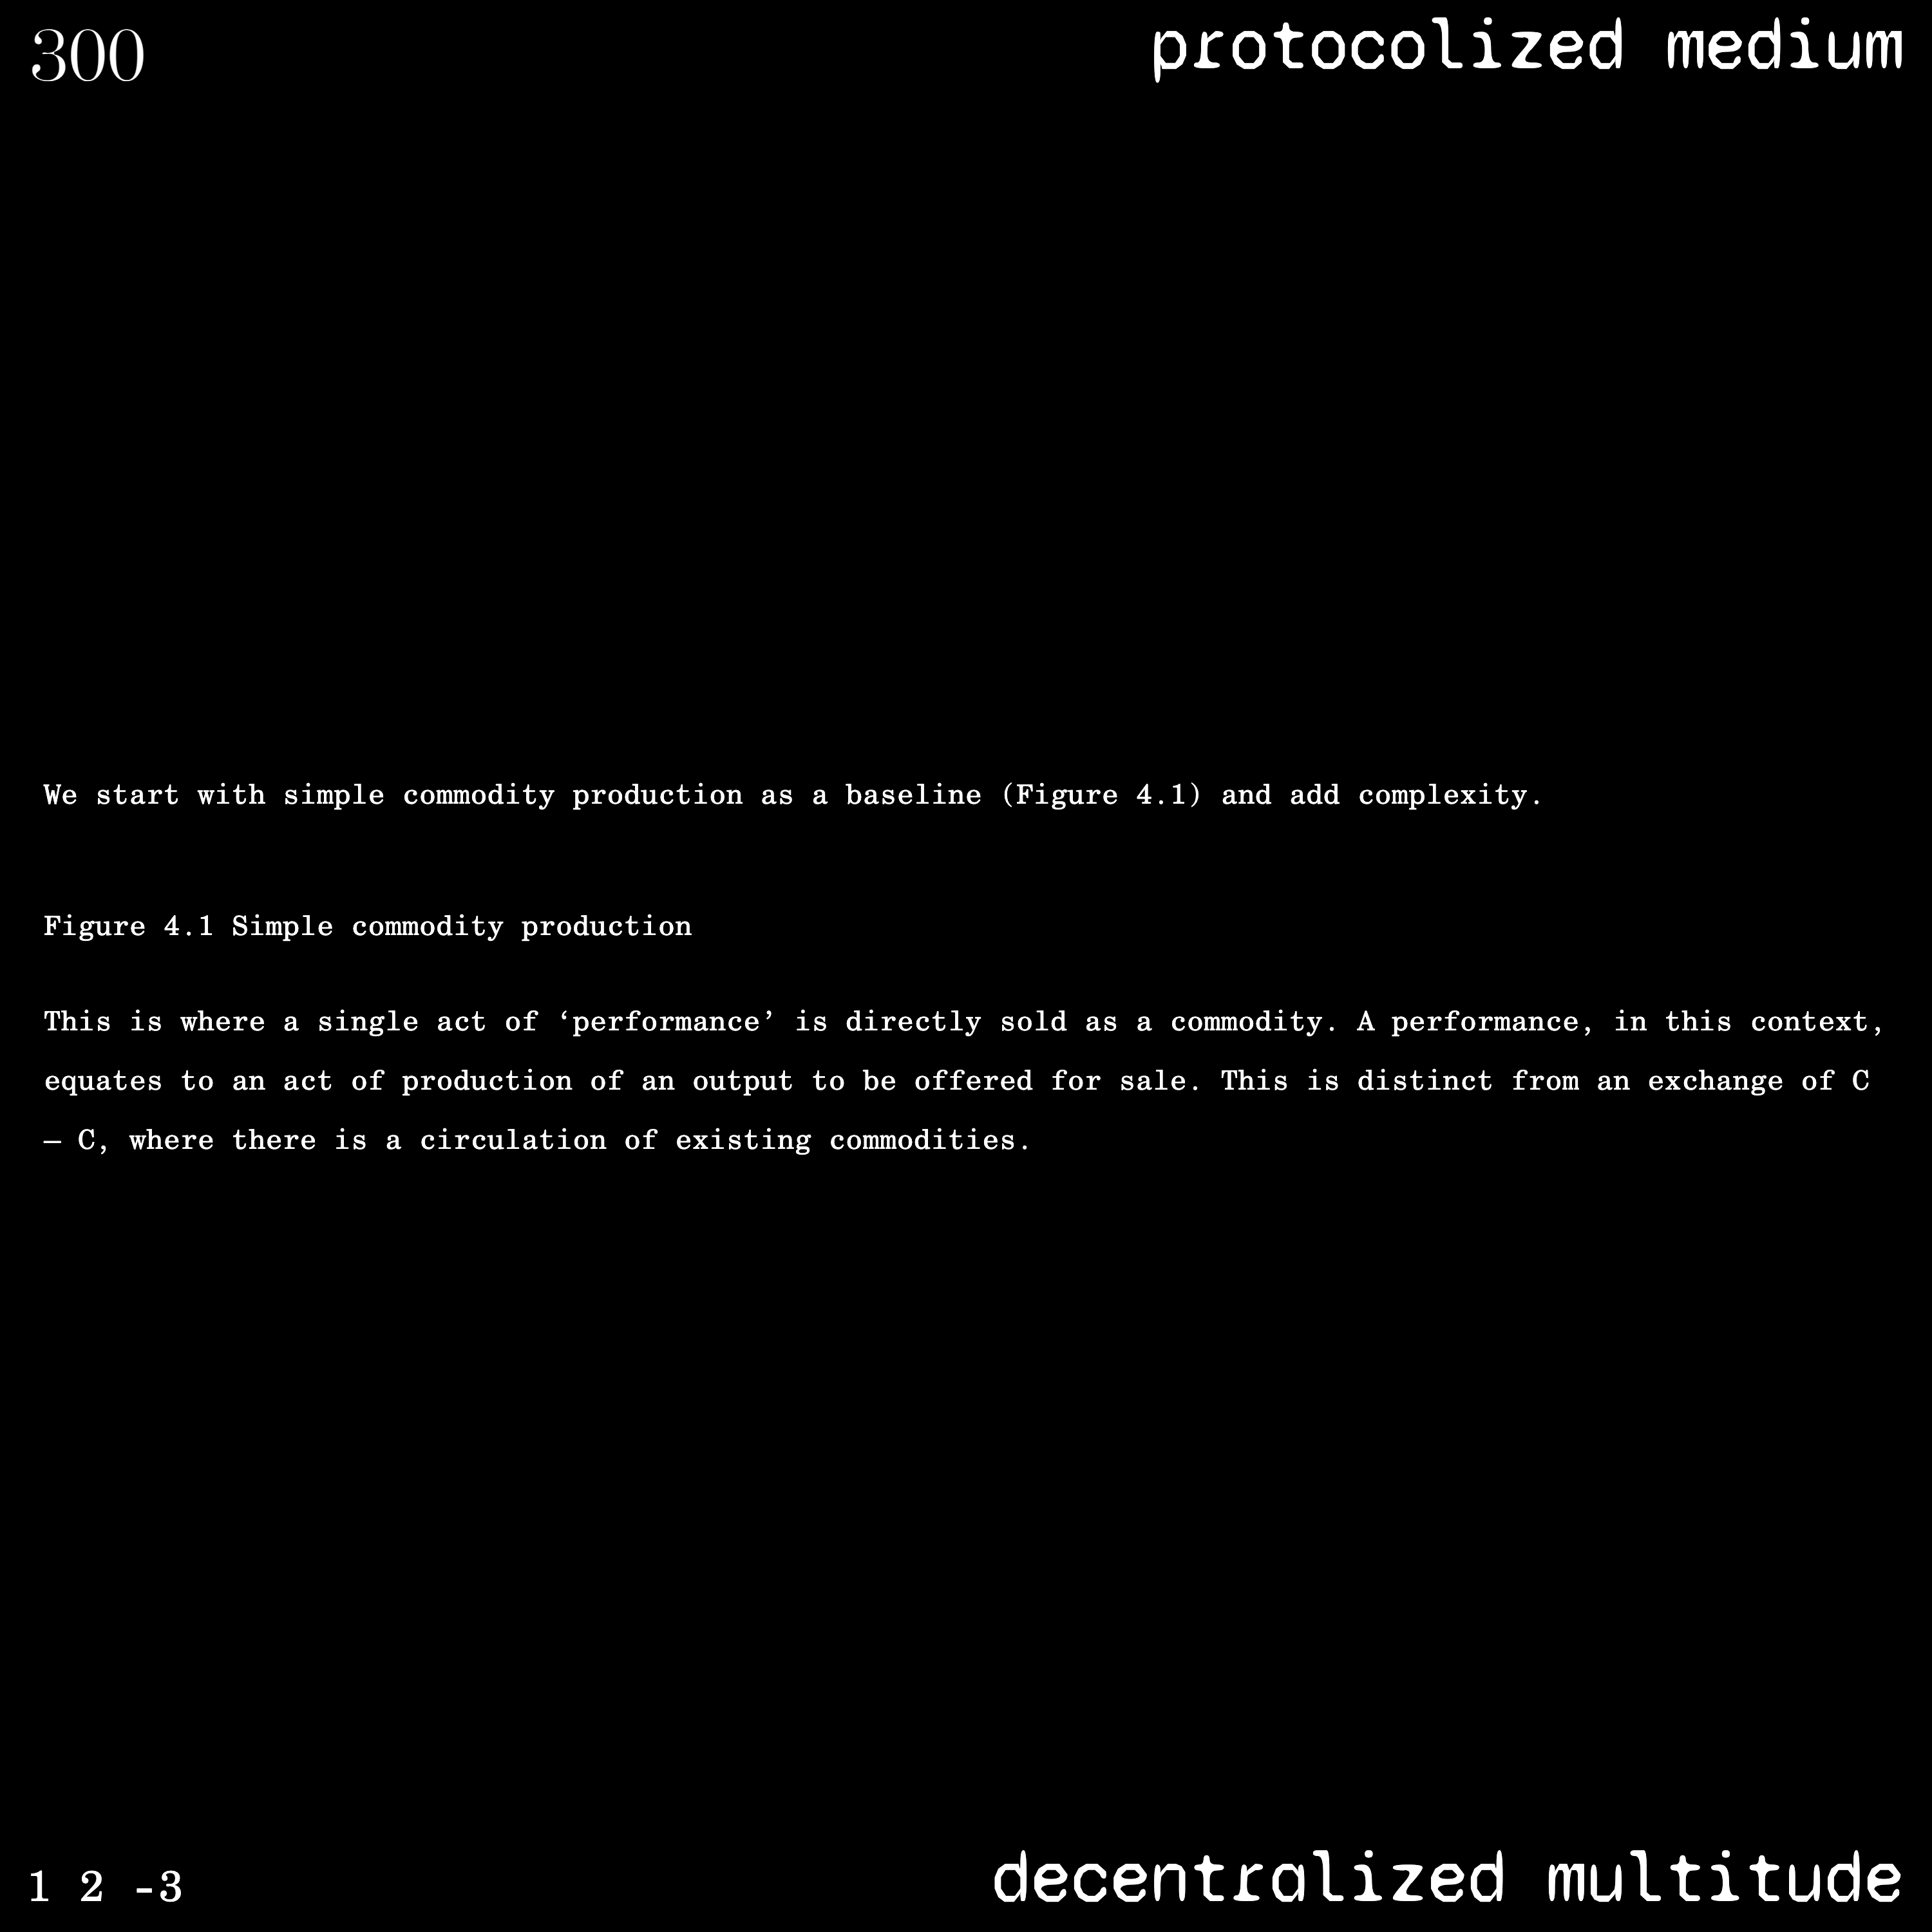 300
protocolized medium
We start with simple commodity production as a baseline (Figure 4.1) and add complexity.
Figure 4.1 Simple commodity production
This is where a single act of ‘performance’ is directly sold as a commodity. A performance, in this context,
equates to an act of production of an output to be offered for sale. This is distinct from an exchange of C
– C, where there is a circulation of existing commodities.
1 2 -3
decentralized multitude